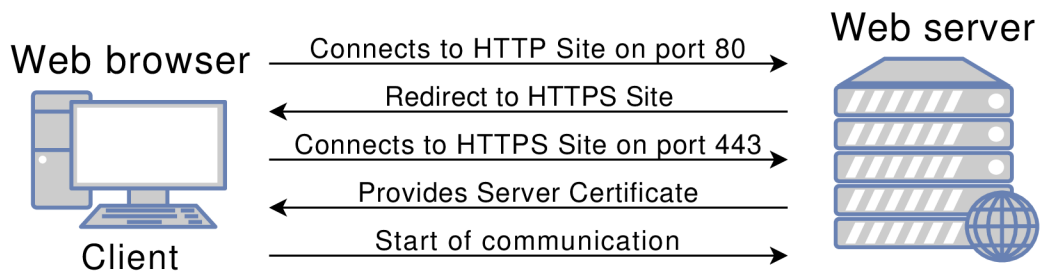 Web browser
Client
Connects to HTTP Site on port 80
Redirect to HTTPS Site
Connects to HTTPS Site on port 443
Provides Server Certificate
Start of communication
Web server